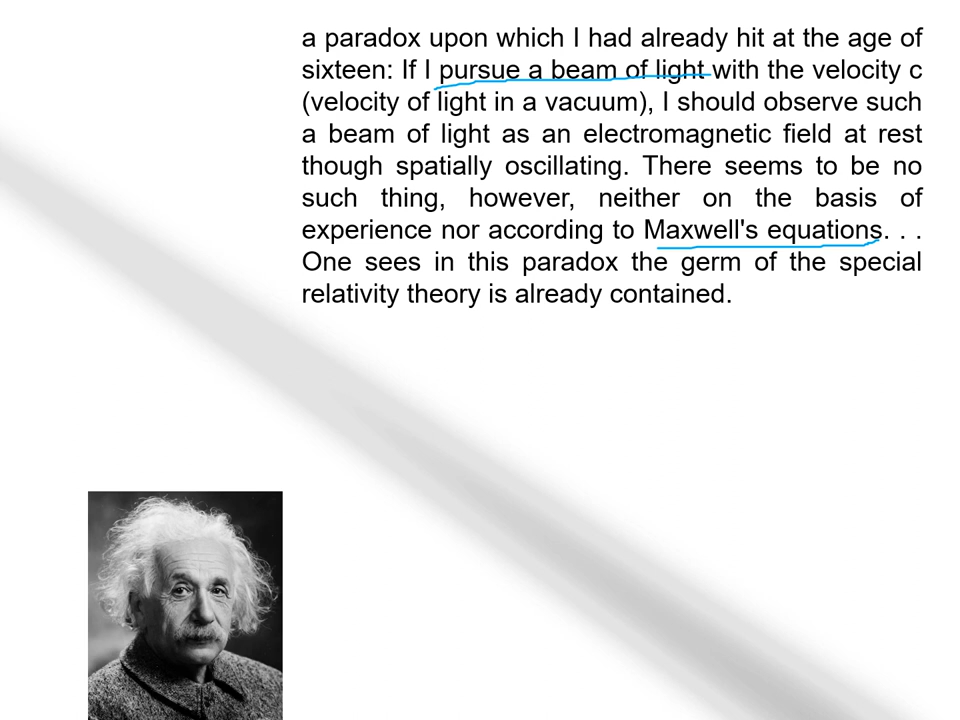 a paradox upon which I had already hit at the age of
sixteen: If I pursue a beam of light with the velocity c
(velocity of light in a vacuum), I should observe such
a beam of light as an electromagnetic field at rest
though spatially oscillating. There seems to be no
such thing, however, neither on the basis of
experience nor according to Maxwell's equations. . .
One sees in this paradox the germ of the special
relativity theory is already contained.